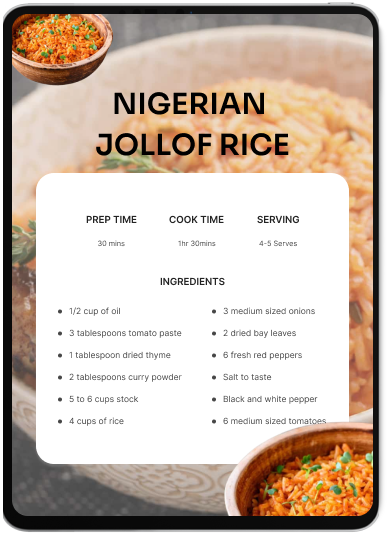 NIGERIAN
JOLLOF RICE
PREP TIME
COOK TIME
SERVING
30 mins
1hr 30mins
4-5 Serves
INGREDIENTS
1/2 cup of oil
3 tablespoons tomato paste
1 tablespoon dried thyme
2 tablespoons curry powder
5 to 6 cups stock
4 cups of rice
3 medium sized onions
2 dried bay leaves
6 fresh red peppers
Salt to taste
Black and white pepper
6 medium sized tomatoes